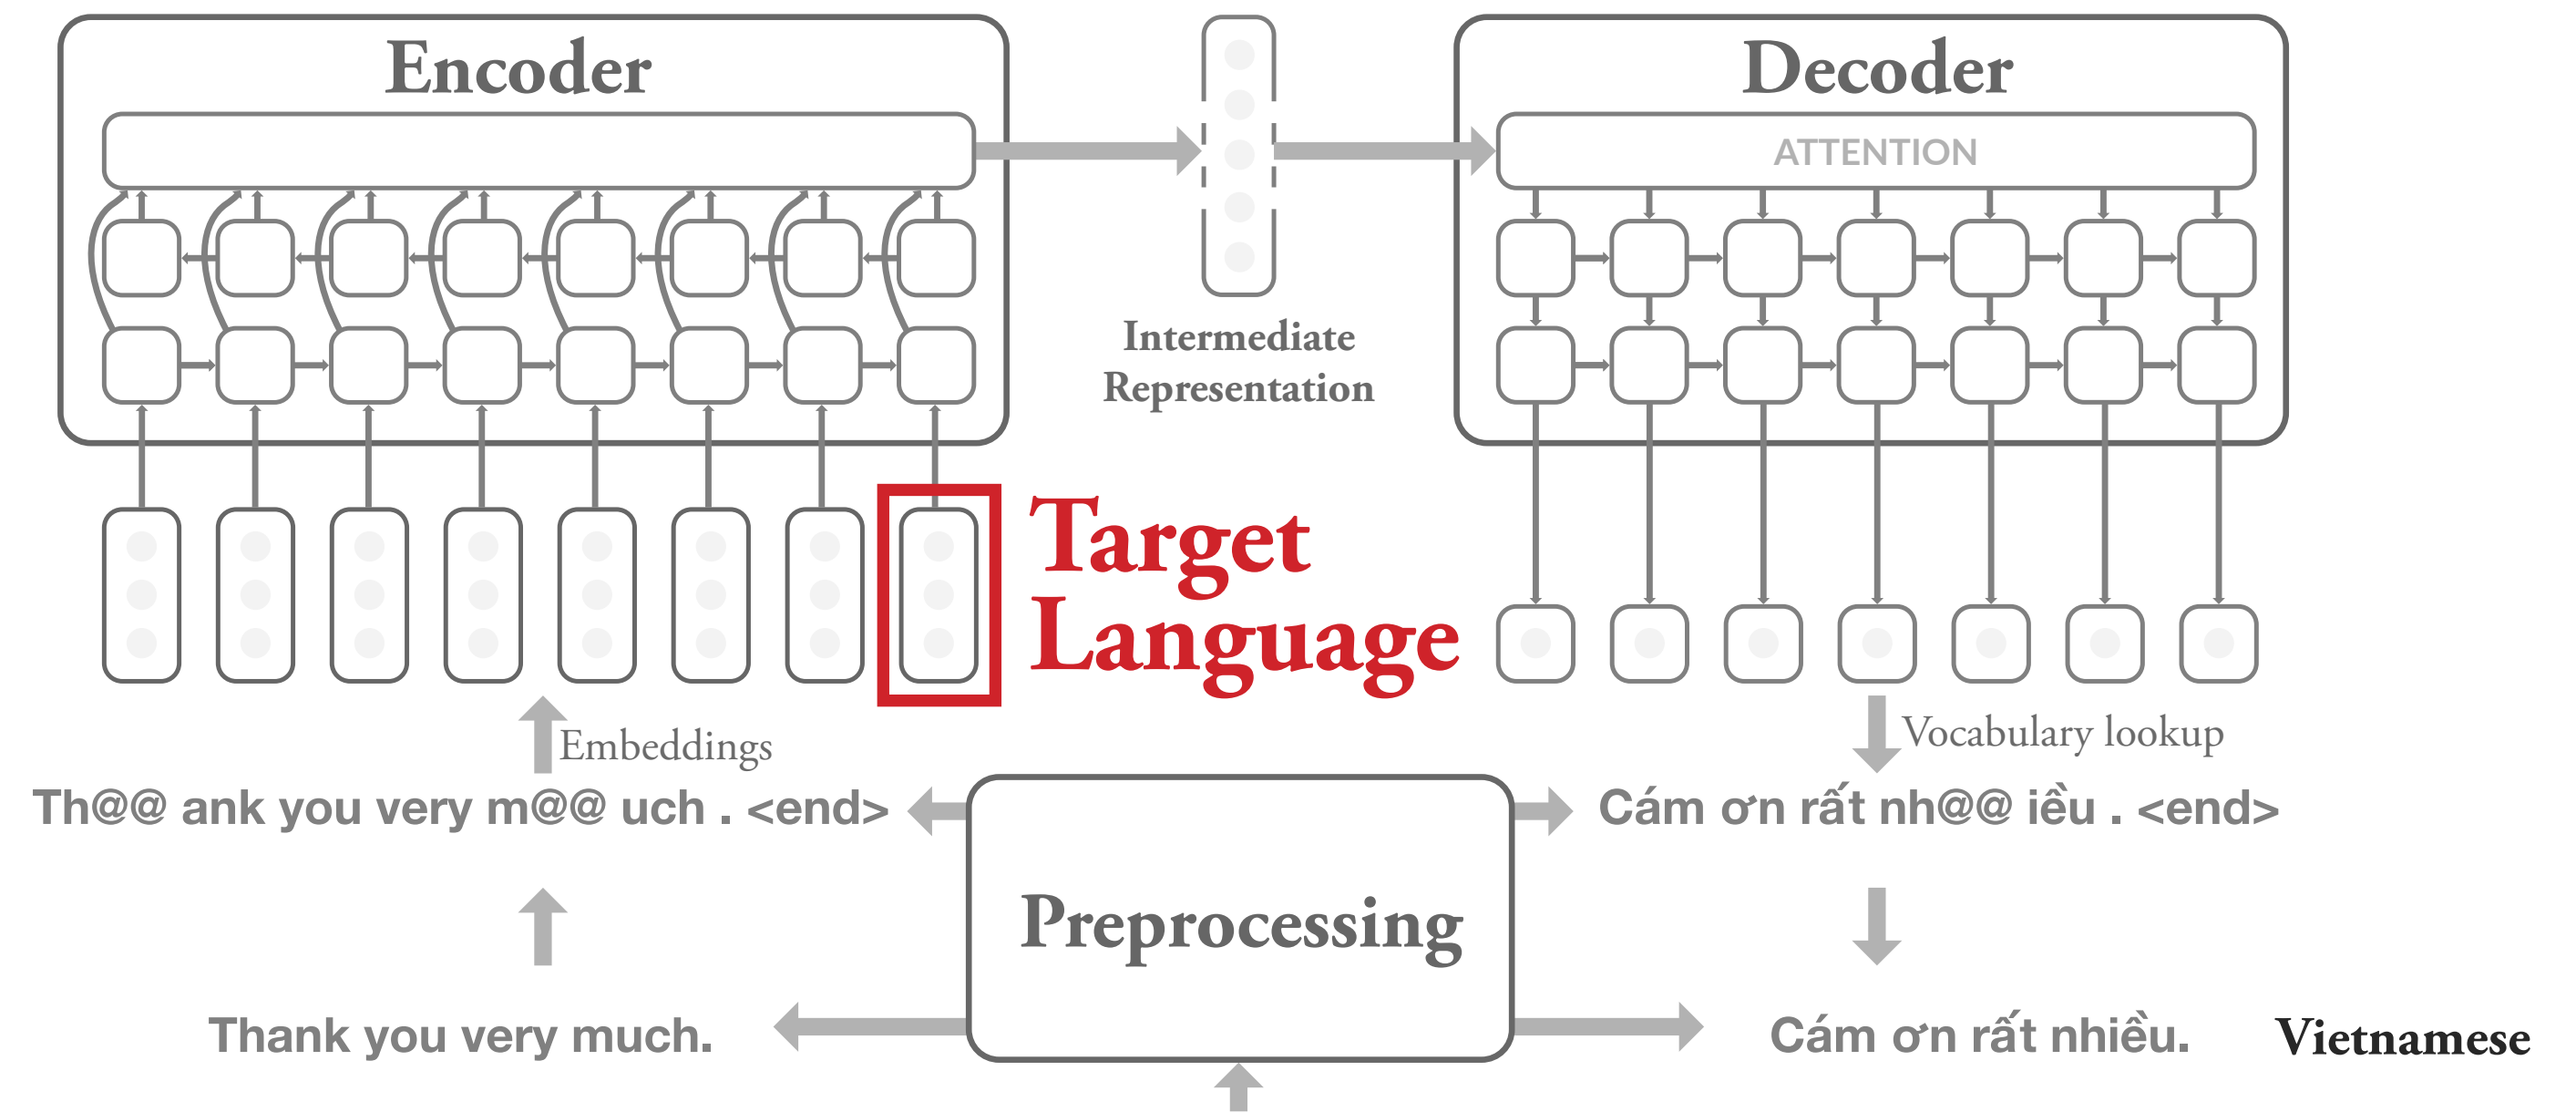 Encoder
Decoder
ATTENTION
Intermediate
Representation
Target
Language
Embeddings
Vocabulary lookup
Th@@ ank you very m@@ uch . <end>
Cám ơn rất nh@@ iều . <end>
Preprocessing
Thank you very much.
Cám ơn rất nhiều.
Vietnamese